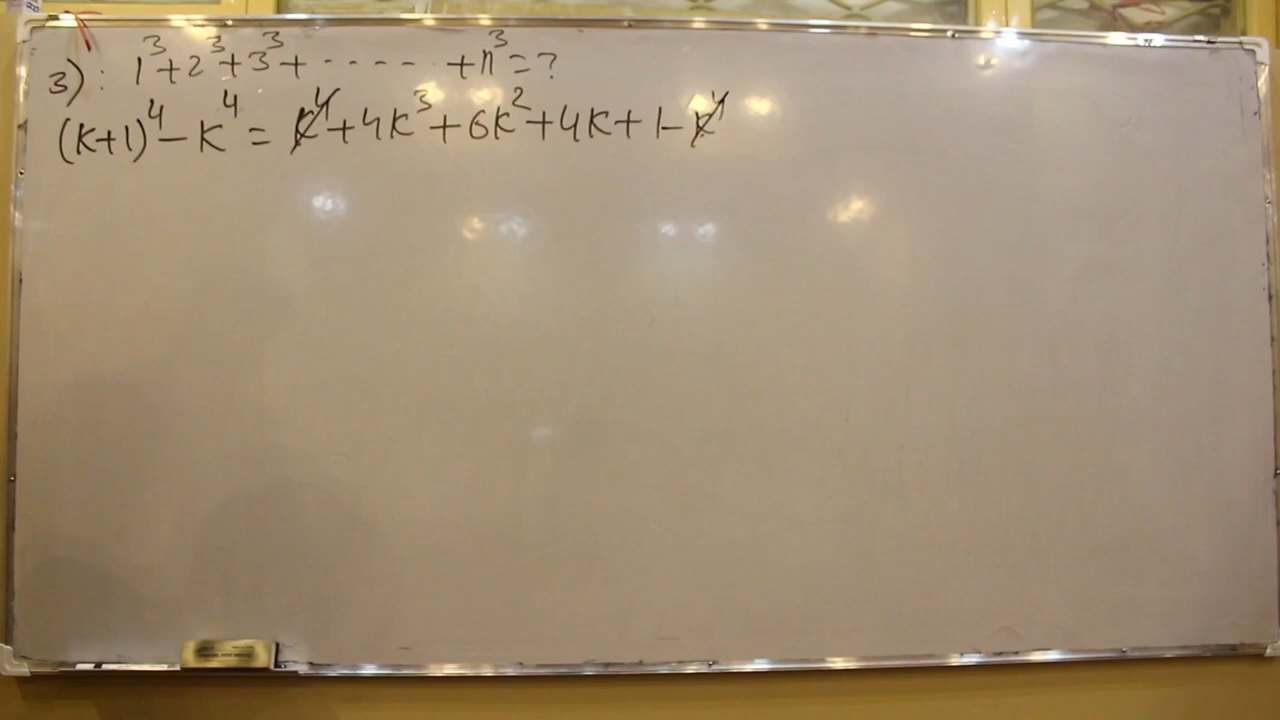 3): 1³+2³+3³+ ‑ ‑ ‑ ‑ ‑ +n³=?
(k+1)⁴-k⁴ = k⁴+4k³+6k²+4k+1-k⁴